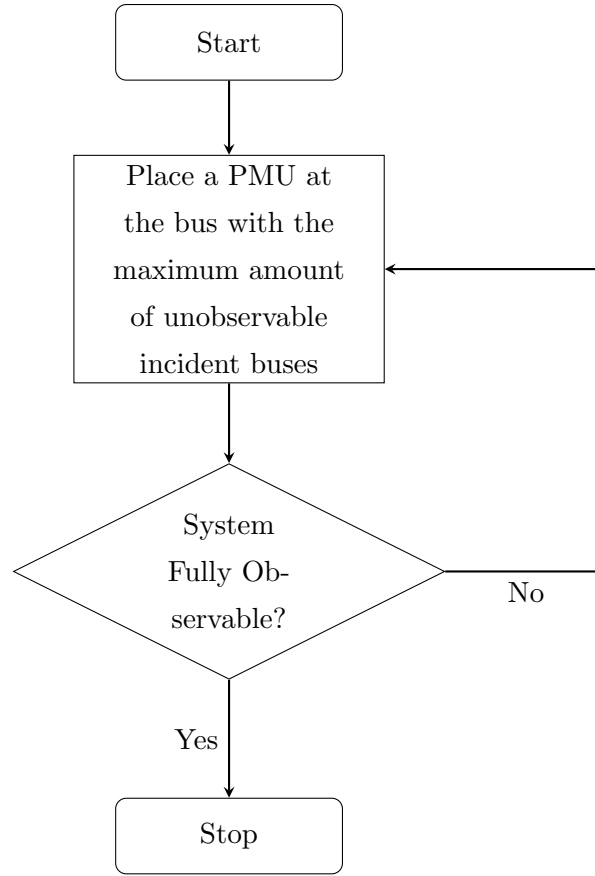 Start
Place a PMU at
the bus with the
maximum amount
of unobservable
incident buses
System
Fully Ob-
servable?
No
Yes
Stop